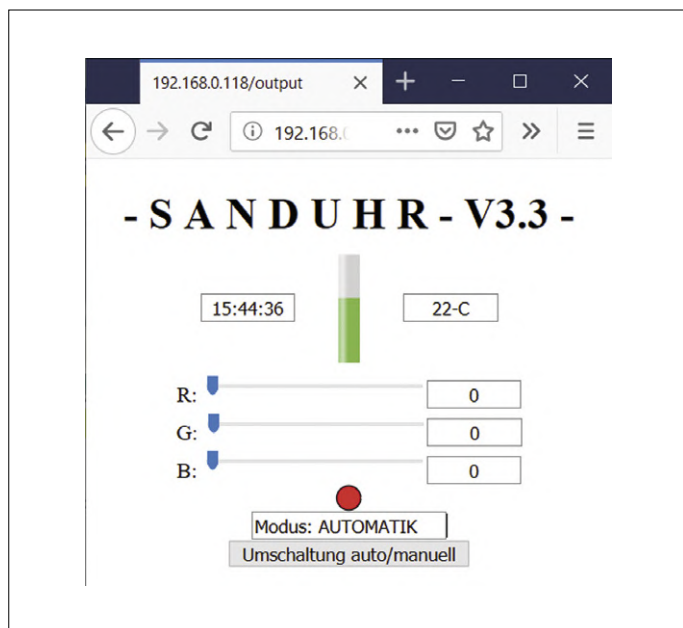 192.168.0.118/output
192.168.0
- S A N D U H R - V3.3 -
15:44:36
22-C
R:
0
G:
0
B:
0
Modus: AUTOMATIK
Umschaltung auto/manuell